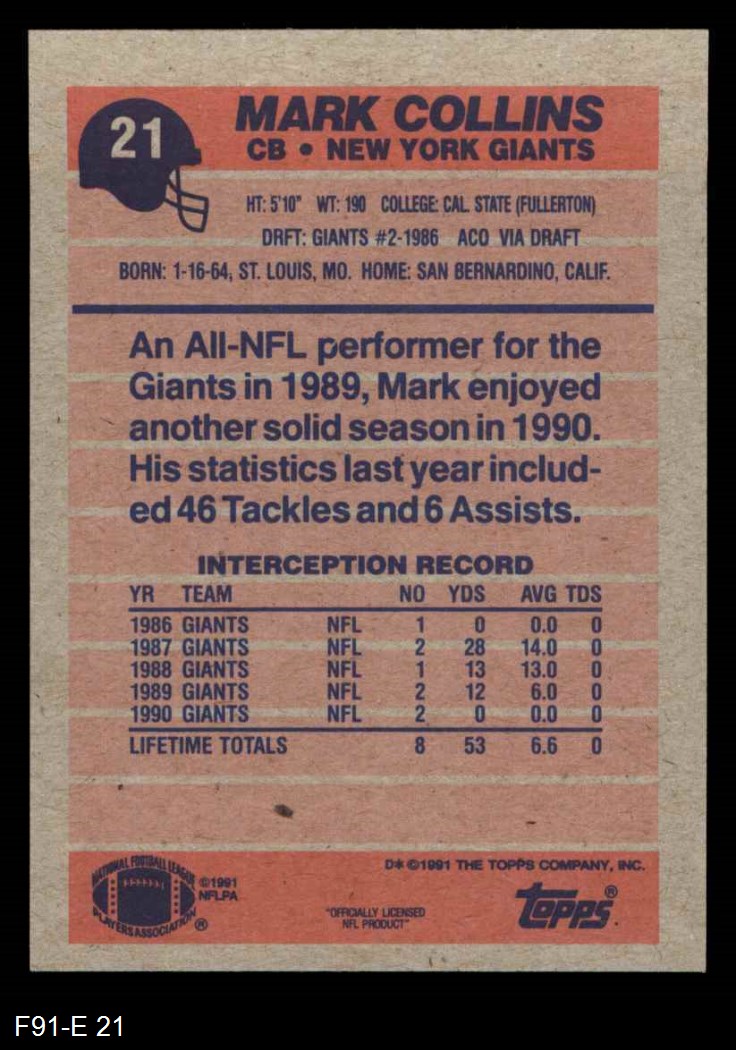 21
MARK COLLINS
CB • NEW YORK GIANTS
HT: 5'10" WT: 190 COLLEGE: CAL. STATE (FULLERTON)
DRFT: GIANTS #2-1986 ACQ VIA DRAFT
BORN: 1-16-64, ST. LOUIS, MO. HOME: SAN BERNARDINO, CALIF.
An All-NFL performer for the
Giants in 1989, Mark enjoyed
another solid season in 1990.
His statistics last year includ-
ed 46 Tackles and 6 Assists.
INTERCEPTION RECORD
YR TEAM NO YDS AVG TDS
1986 GIANTS NFL 1 0 0.0 0
1987 GIANTS NFL 2 28 14.0 0
1988 GIANTS NFL 1 13 13.0 0
1989 GIANTS NFL 2 12 6.0 0
1990 GIANTS NFL 2 0 0.0 0
LIFETIME TOTALS 8 53 6.6 0
NATIONAL FOOTBALL LEAGUE
PLAYERS ASSOCIATION ®
©1991
NFLPA
D* ©1991 THE TOPPS COMPANY, INC.
"OFFICIALLY LICENSED
NFL PRODUCT"
topps®
F91-E 21